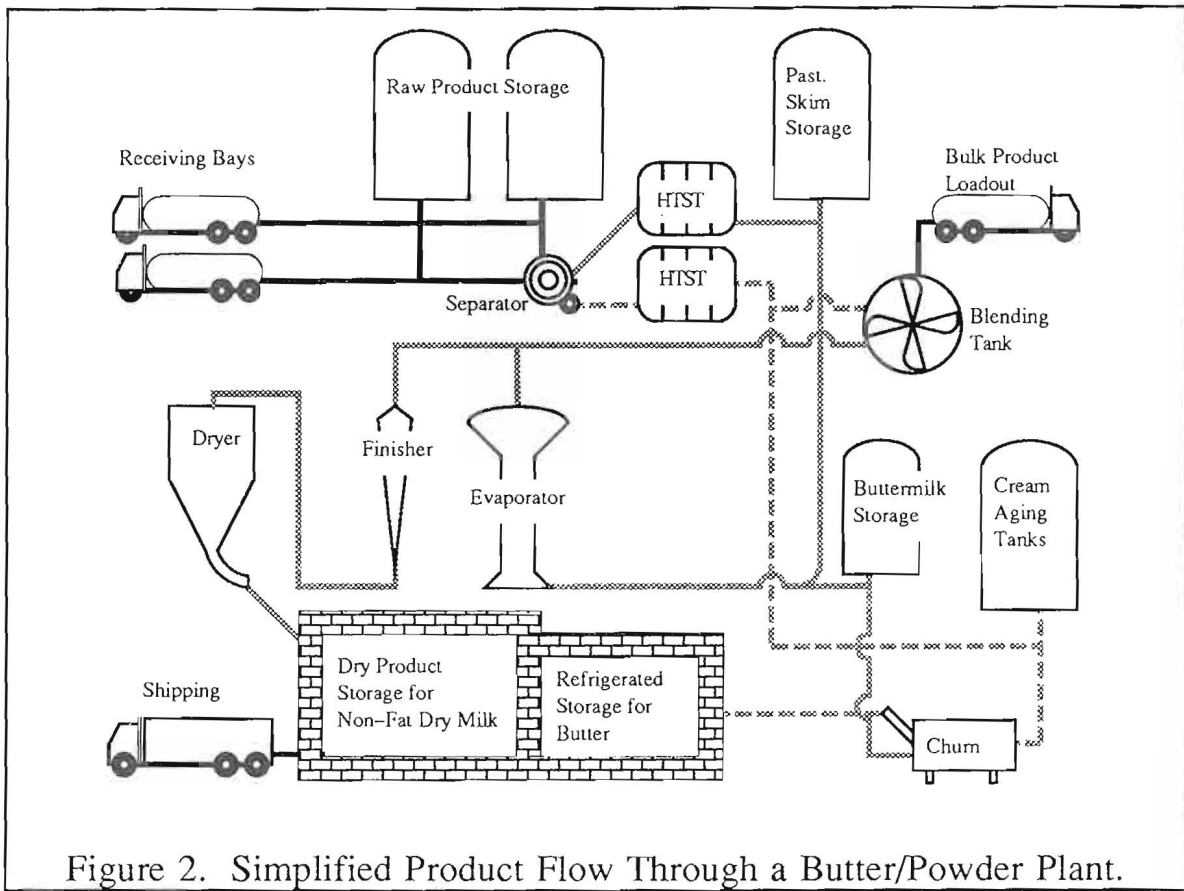 Raw Product Storage
Past.
Skim
Storage
Receiving Bays
Bulk Product
Loadout
HTST
HTST
Separator
Blending
Tank
Dryer
Finisher
Evaporator
Buttermilk
Storage
Cream
Aging
Tanks
Dry Product
Storage for
Non-Fat Dry Milk
Refrigerated
Storage for
Butter
Shipping
Churn
Figure 2. Simplified Product Flow Through a Butter/Powder Plant.